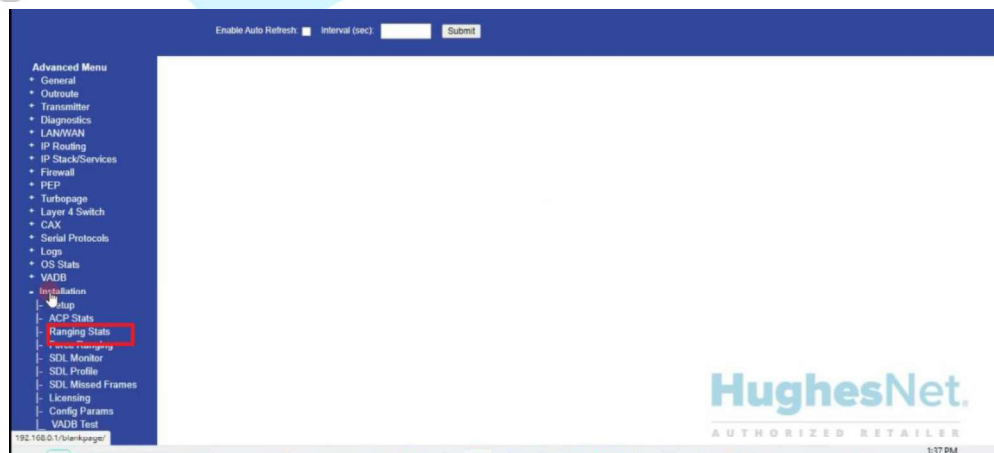 Enable Auto Refresh: Interval (sec): Submit
Advanced Menu
+ General
+ Outroute
+ Transmitter
+ Diagnostics
+ LAN/WAN
+ IP Routing
+ IP Stack/Services
+ Firewall
+ PEP
+ Turbopage
+ Layer 4 Switch
+ CAX
+ Serial Protocols
+ Logs
+ OS Stats
+ VADB
- Installation
|- Setup
|- ACP Stats
|- Ranging Stats
|- Force Ranging
|- SDL Monitor
|- SDL Profile
|- SDL Missed Frames
|- Licensing
|- Config Params
|_ VADB Test
192.168.0.1/blankpage/
HughesNet.
AUTHORIZED RETAILER
1:37 PM